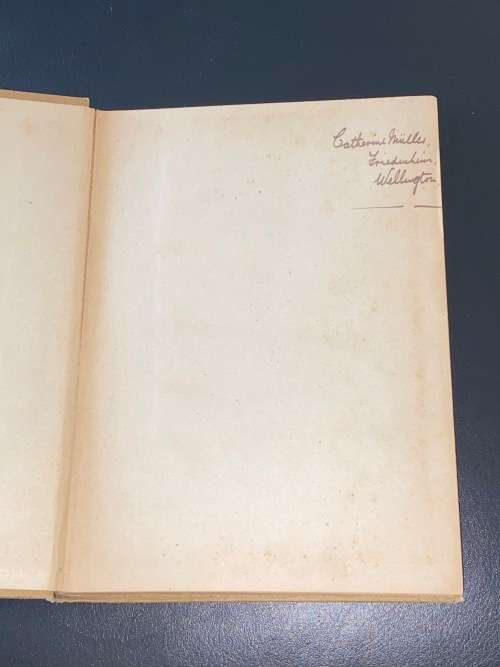 Catherine Müller,
Friedenheim,
Wellington